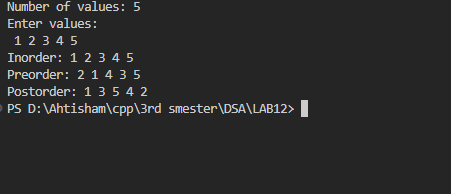 Number of values: 5
Enter values:
1 2 3 4 5
Inorder: 1 2 3 4 5
Preorder: 2 1 4 3 5
Postorder: 1 3 5 4 2
PS D:\Ahtisham\cpp\3rd smester\DSA\LAB12>